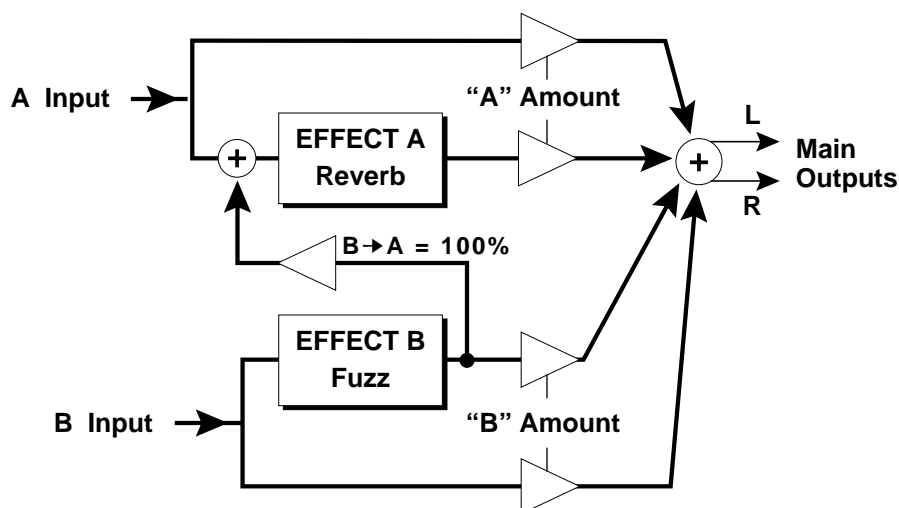 A Input
“A” Amount
+
EFFECT A
Reverb
+
L
R
Main
Outputs
B→A = 100%
EFFECT B
Fuzz
B Input
“B” Amount